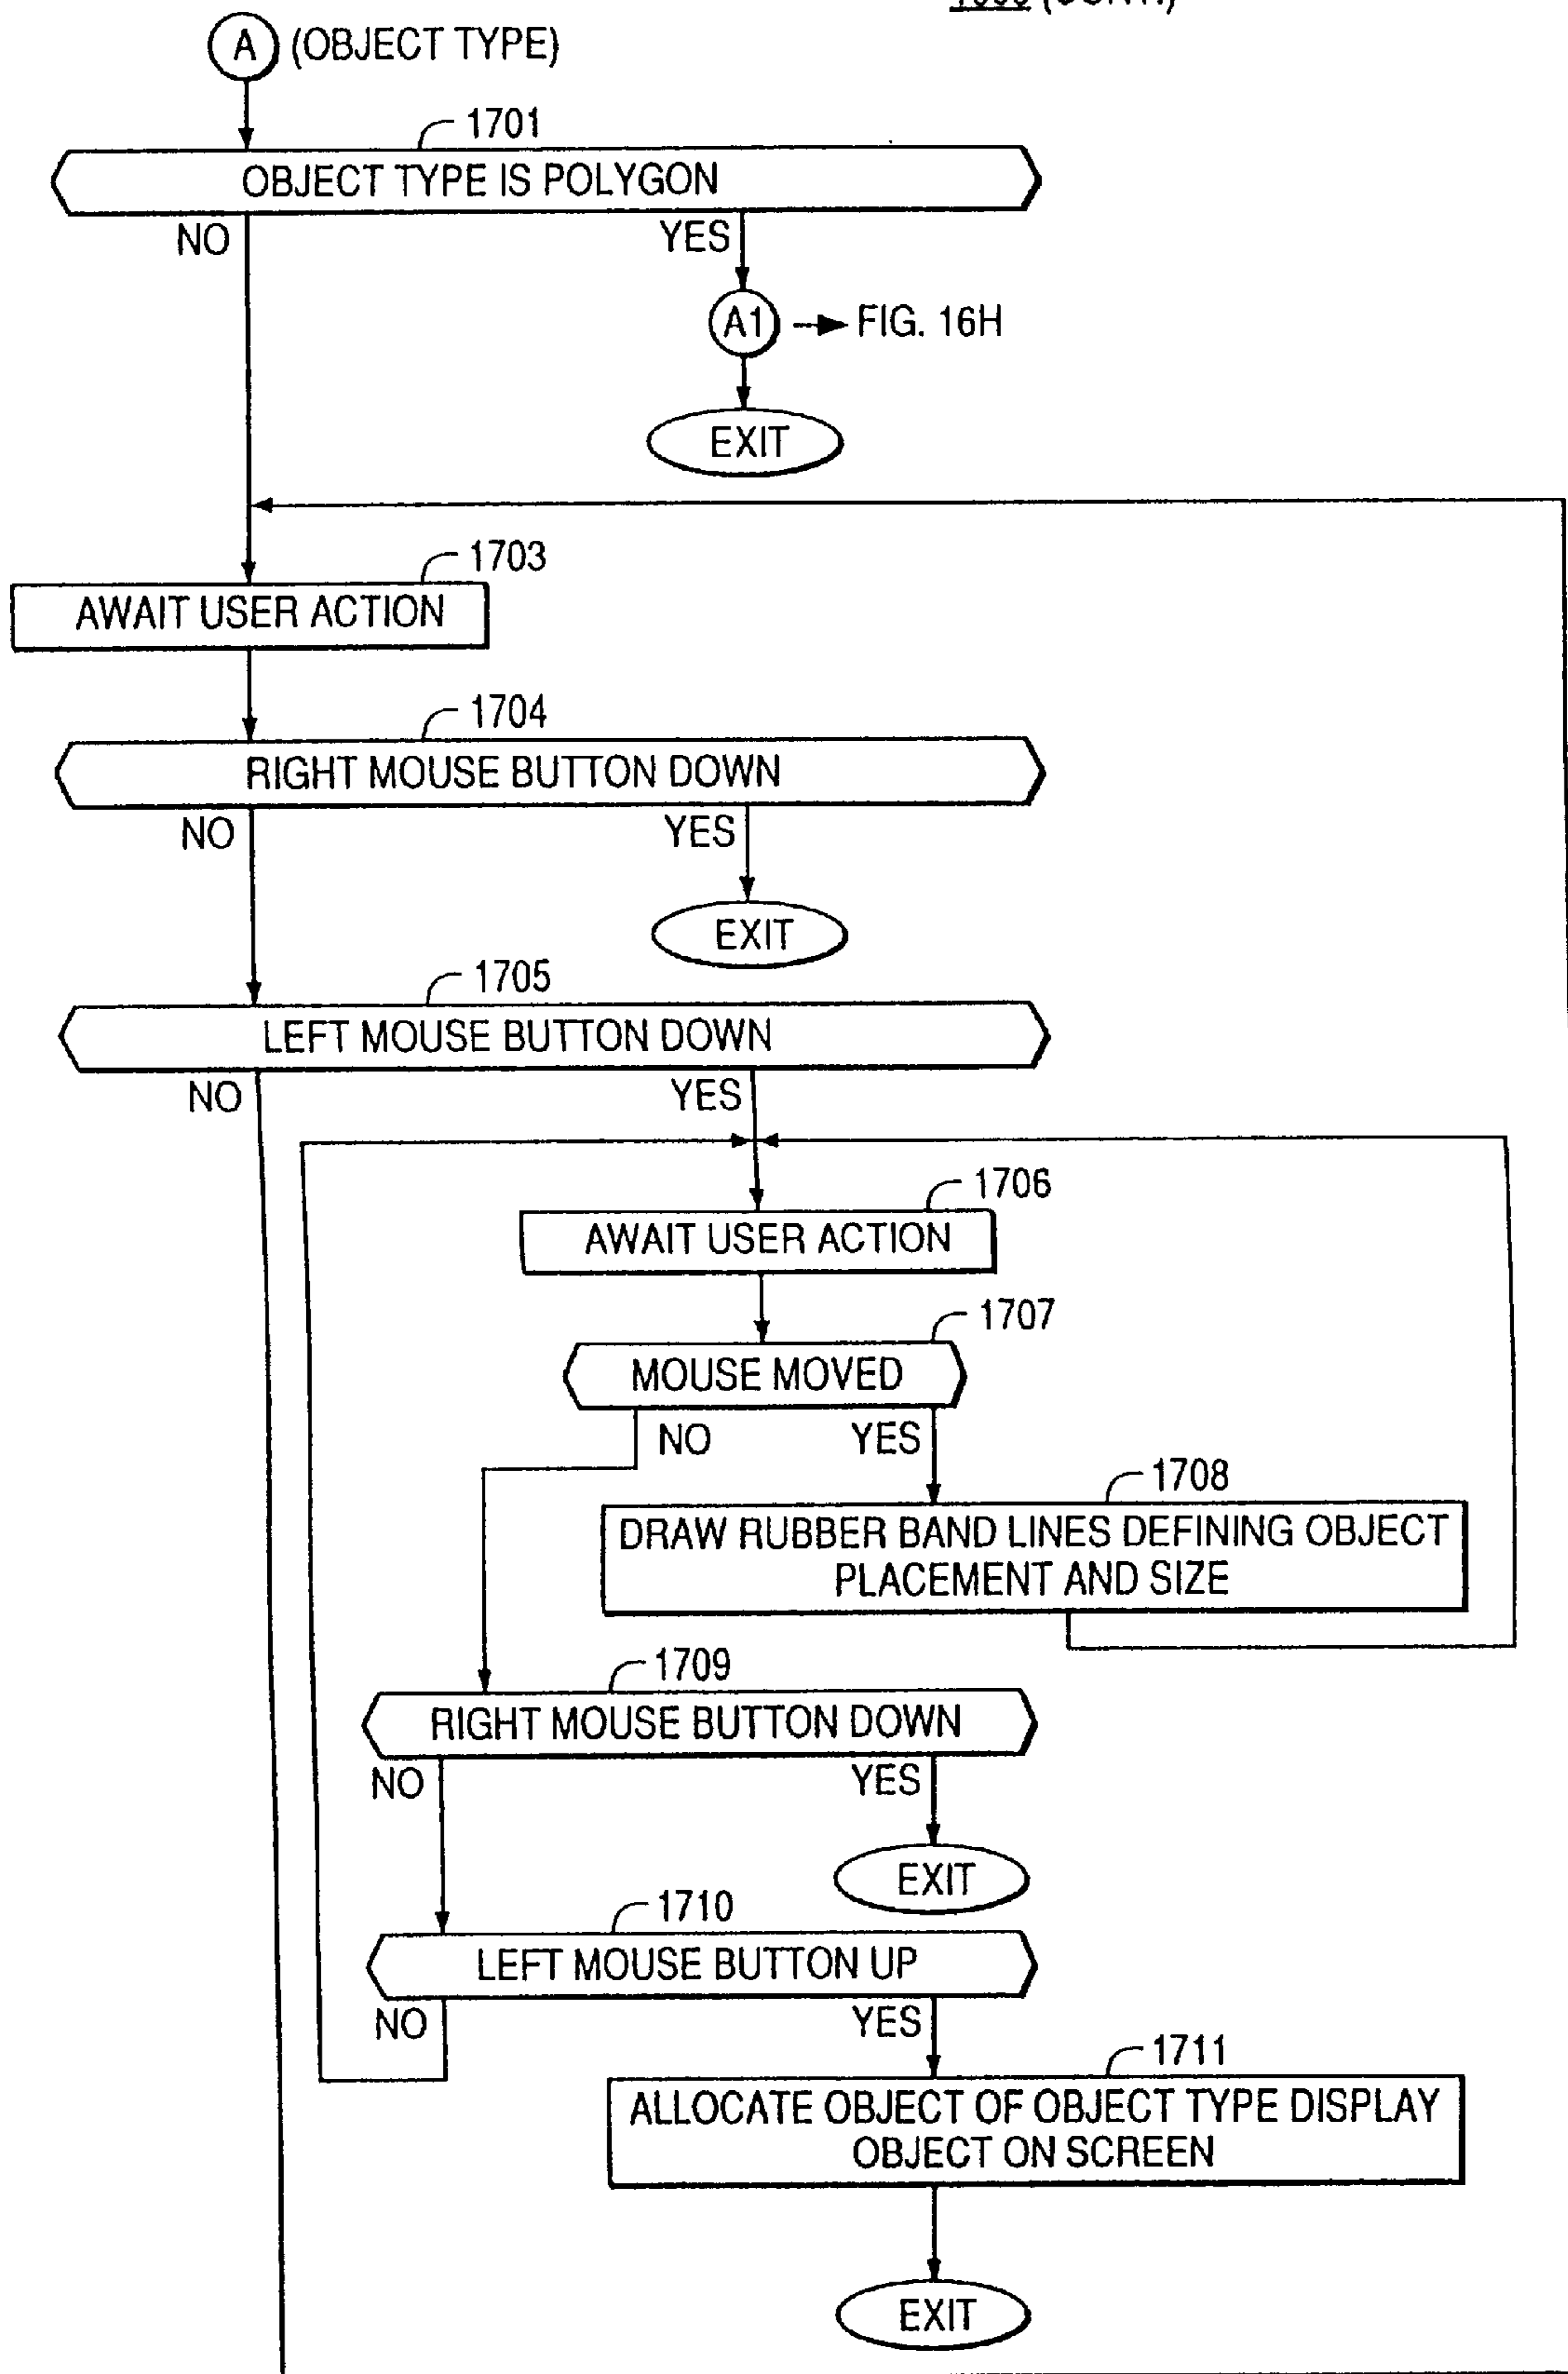 (CONT.)
A (OBJECT TYPE)
1701
OBJECT TYPE IS POLYGON
NO YES
A1 FIG. 16H
EXIT
1703
AWAIT USER ACTION
1704
RIGHT MOUSE BUTTON DOWN
NO YES
EXIT
1705
LEFT MOUSE BUTTON DOWN
NO YES
1706
AWAIT USER ACTION
1707
MOUSE MOVED
NO YES
1708
DRAW RUBBER BAND LINES DEFINING OBJECT
PLACEMENT AND SIZE
1709
RIGHT MOUSE BUTTON DOWN
NO YES
EXIT
1710
LEFT MOUSE BUTTON UP
NO YES
1711
ALLOCATE OBJECT OF OBJECT TYPE DISPLAY
OBJECT ON SCREEN
EXIT